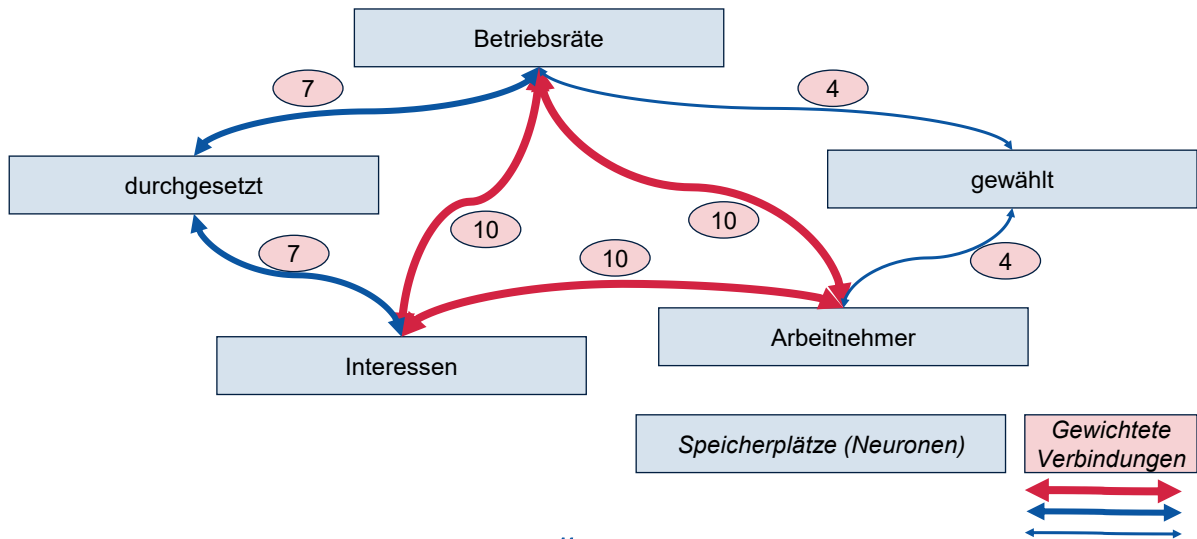 Betriebsräte
7
4
durchgesetzt
gewählt
10
10
7
10
4
Arbeitnehmer
Interessen
Speicherplätze (Neuronen)
Gewichtete
Verbindungen